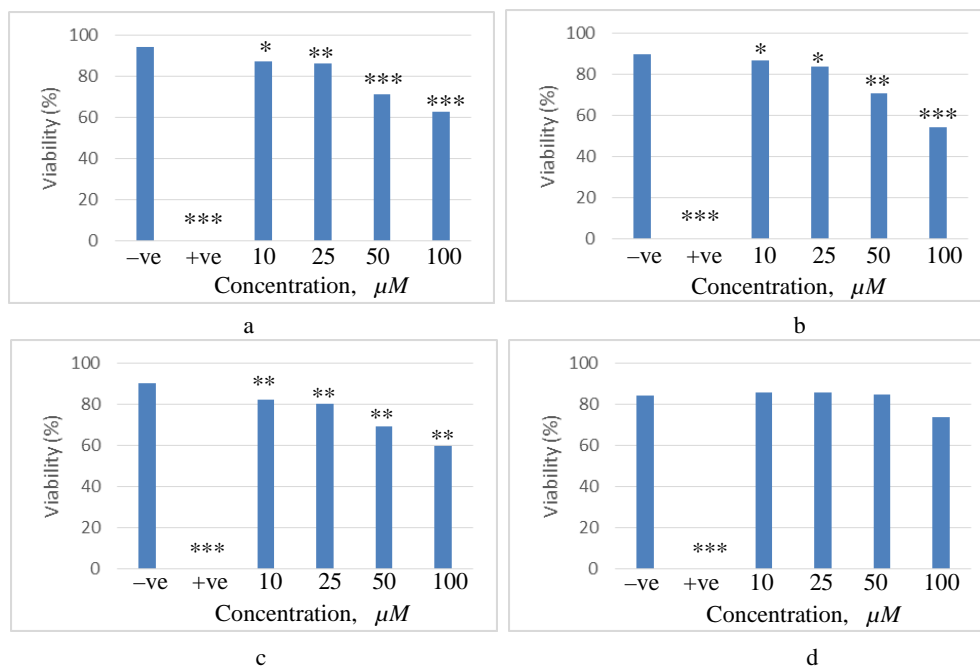 100
80
60
40
20
0
Viability (%)
* ** *** ***
***
–ve +ve 10 25 50 100
Concentration, µM
a
100
80
60
40
20
0
Viability (%)
* * ** ***
***
–ve +ve 10 25 50 100
Concentration, µM
b
100
80
60
40
20
0
Viability (%)
** ** ** **
***
–ve +ve 10 25 50 100
Concentration, µM
c
100
80
60
40
20
0
Viability (%)
***
–ve +ve 10 25 50 100
Concentration, µM
d